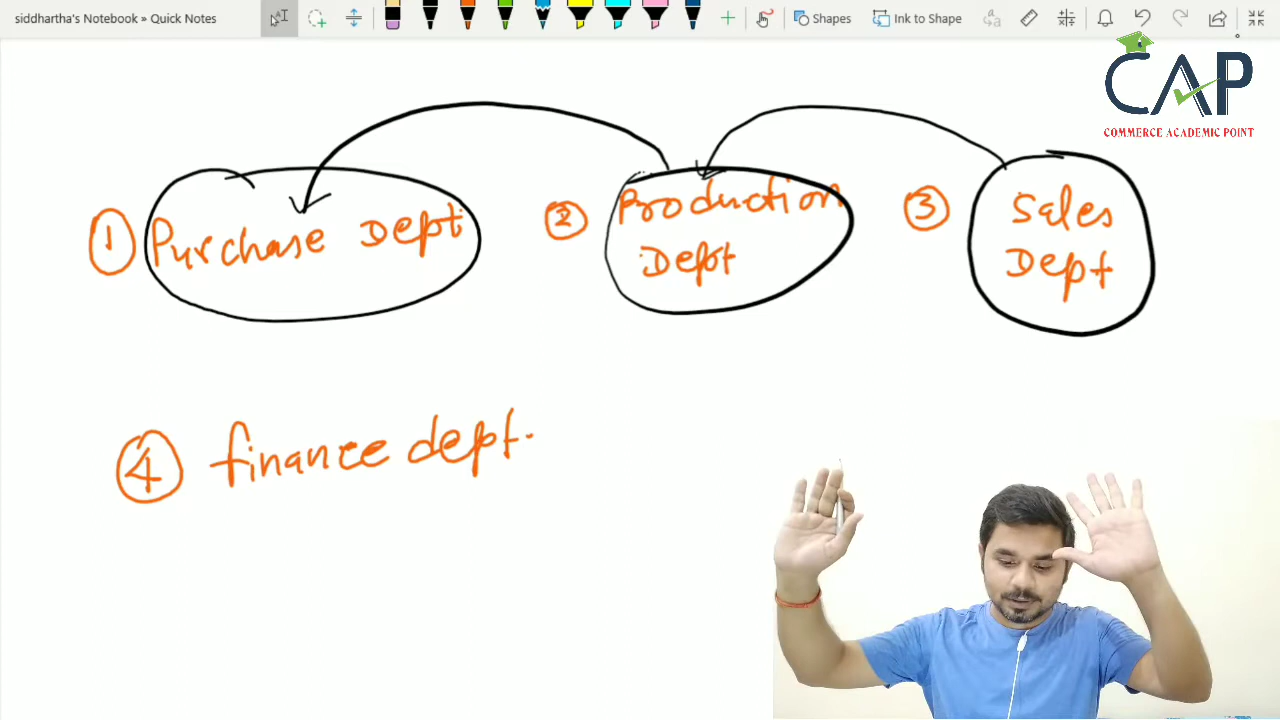 siddhartha's Notebook » Quick Notes
Shapes
Ink to Shape
CAP
COMMERCE ACADEMIC POINT
① Purchase Dept
② Production
Dept
③ Sales
Dept
④ finance dept.